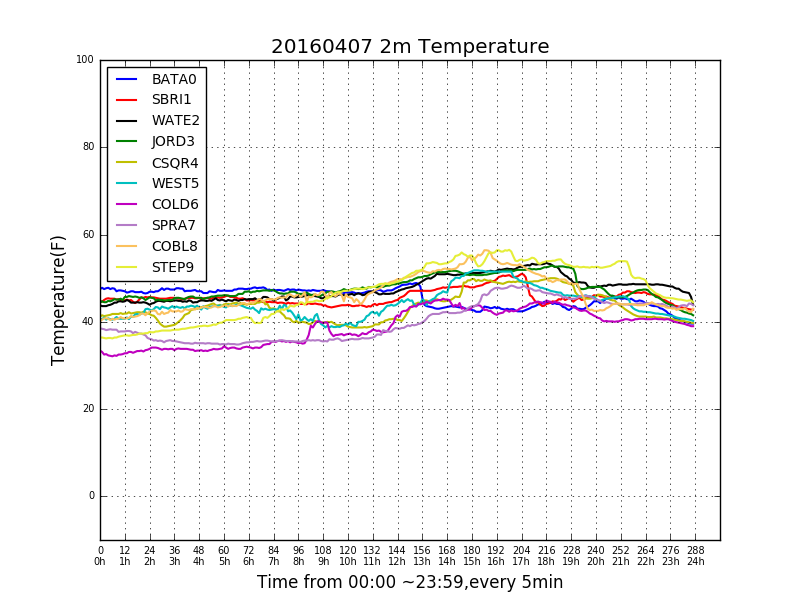 20160407 2m Temperature
100
80
60
40
20
0
Temperature(F)
BATA0
SBRI1
WATE2
JORD3
CSQR4
WEST5
COLD6
SPRA7
COBL8
STEP9
0 12 24 36 48 60 72 84 96 108 120 132 144 156 168 180 192 204 216 228 240 252 264 276 288
0h 1h 2h 3h 4h 5h 6h 7h 8h 9h 10h 11h 12h 13h 14h 15h 16h 17h 18h 19h 20h 21h 22h 23h 24h
Time from 00:00 ~23:59,every 5min